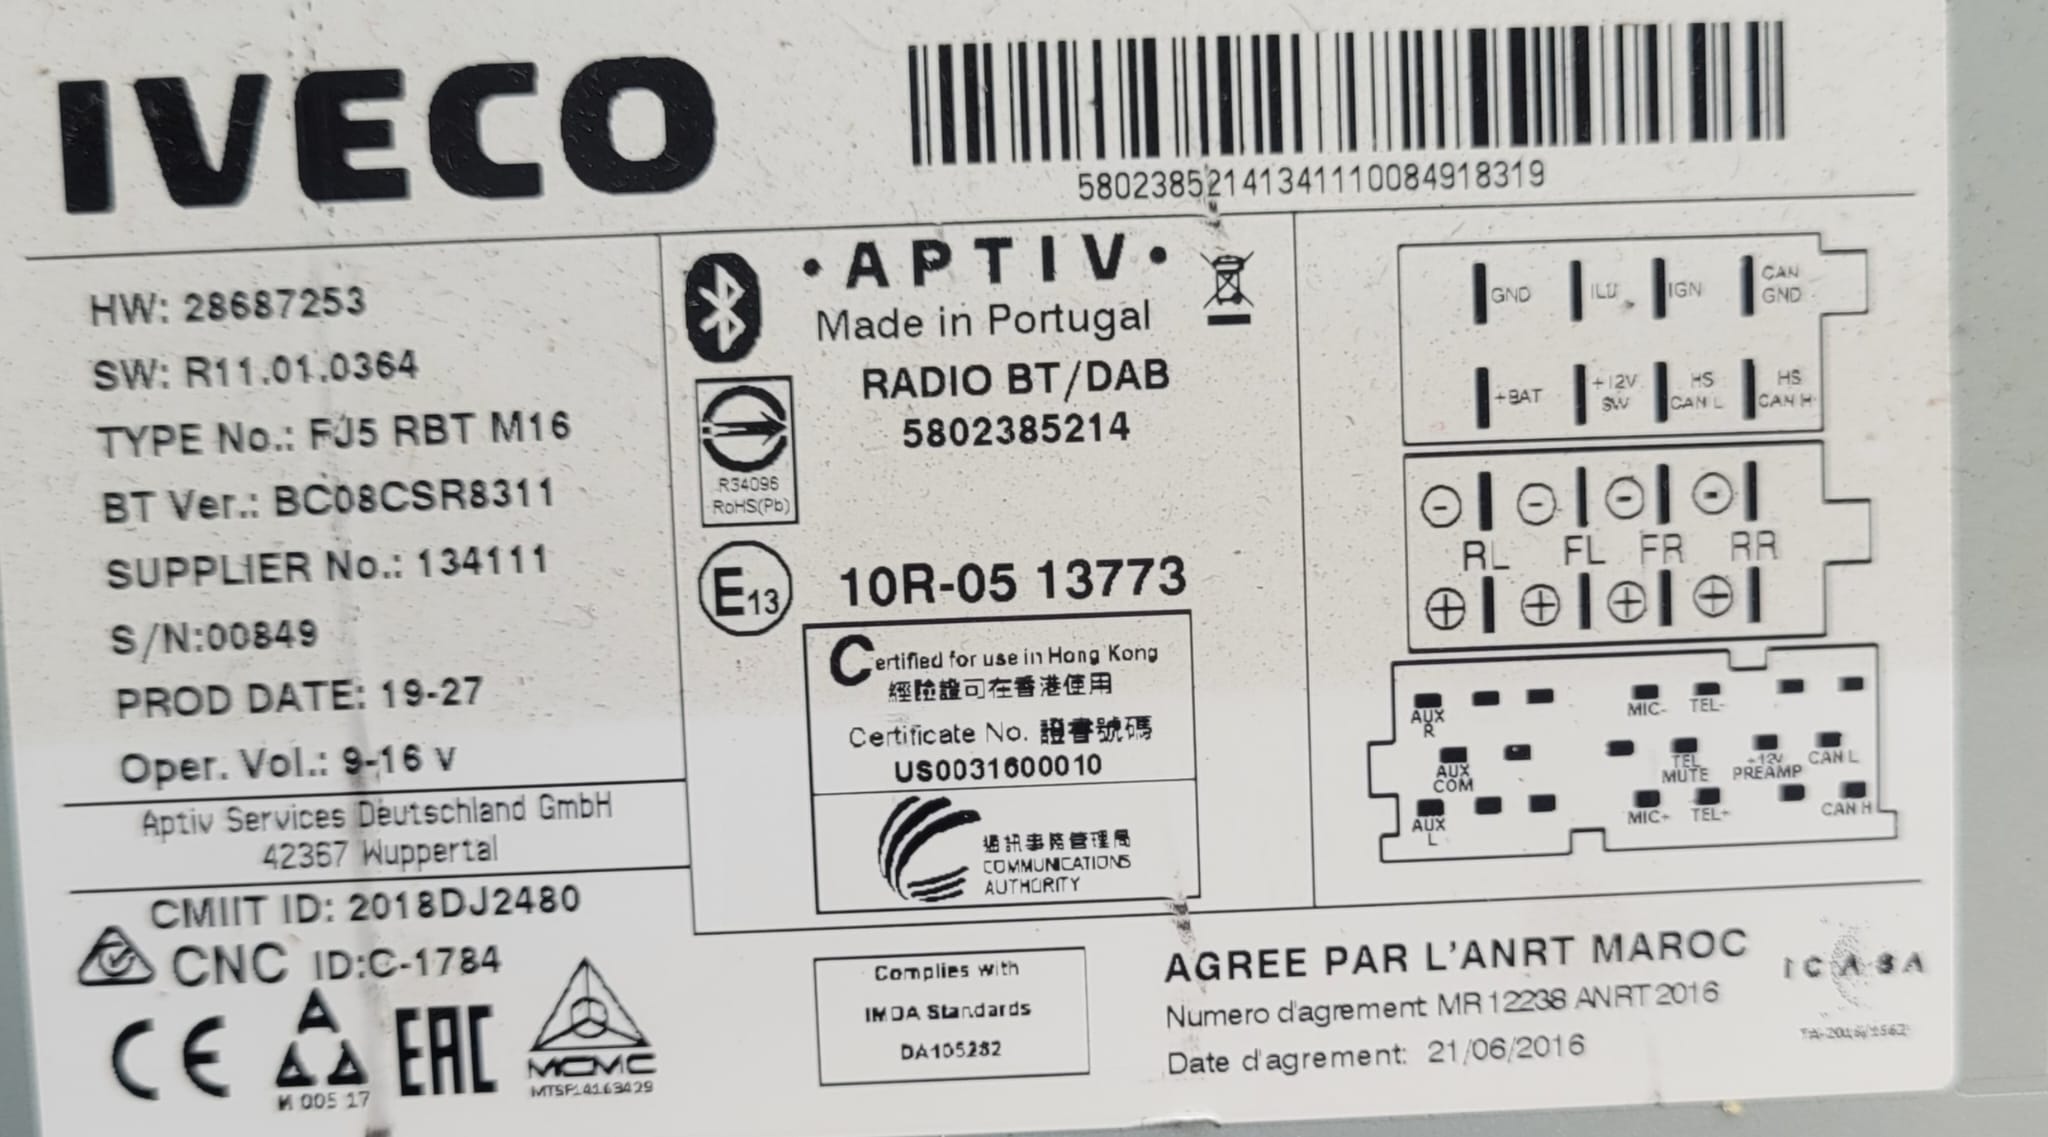 IVECO
58023852141341110084918319
HW: 28687253
SW: R11.01.0364
TYPE No.: FJ5 RBT M16
BT Ver.: BC08CSR8311
SUPPLIER No.: 134111
S/N:00849
PROD DATE: 19-27
Oper. Vol.: 9-16 V
Aptiv Services Deutschland GmbH
42367 Wuppertal
CMIIT ID: 2018DJ2480
CNC ID:C-1784
CE
A
M 005 17
EAC
MCMC
MTSP14163429
• A P T I V •
Made in Portugal
RADIO BT/DAB
5802385214
R34096
RoHS(Pb)
E13
10R-05 13773
Certified for use in Hong Kong
經驗證可在香港使用
Certificate No. 證書號碼
US0031600010
通訊事務管理局
COMMUNICATIONS
AUTHORITY
Complies with
IMDA Standards
DA105282
GND ILL IGN CAN GND
+BAT +12V SW HS CAN L HS CAN H
RL FL FR RR
AUX R MIC- TEL-
AUX COM TEL MUTE +12V PREAMP CAN L
AUX L MIC+ TEL+ CAN H
AGREE PAR L'ANRT MAROC
Numero d'agrement MR 12238 ANRT 2016
Date d'agrement: 21/06/2016
ICASA